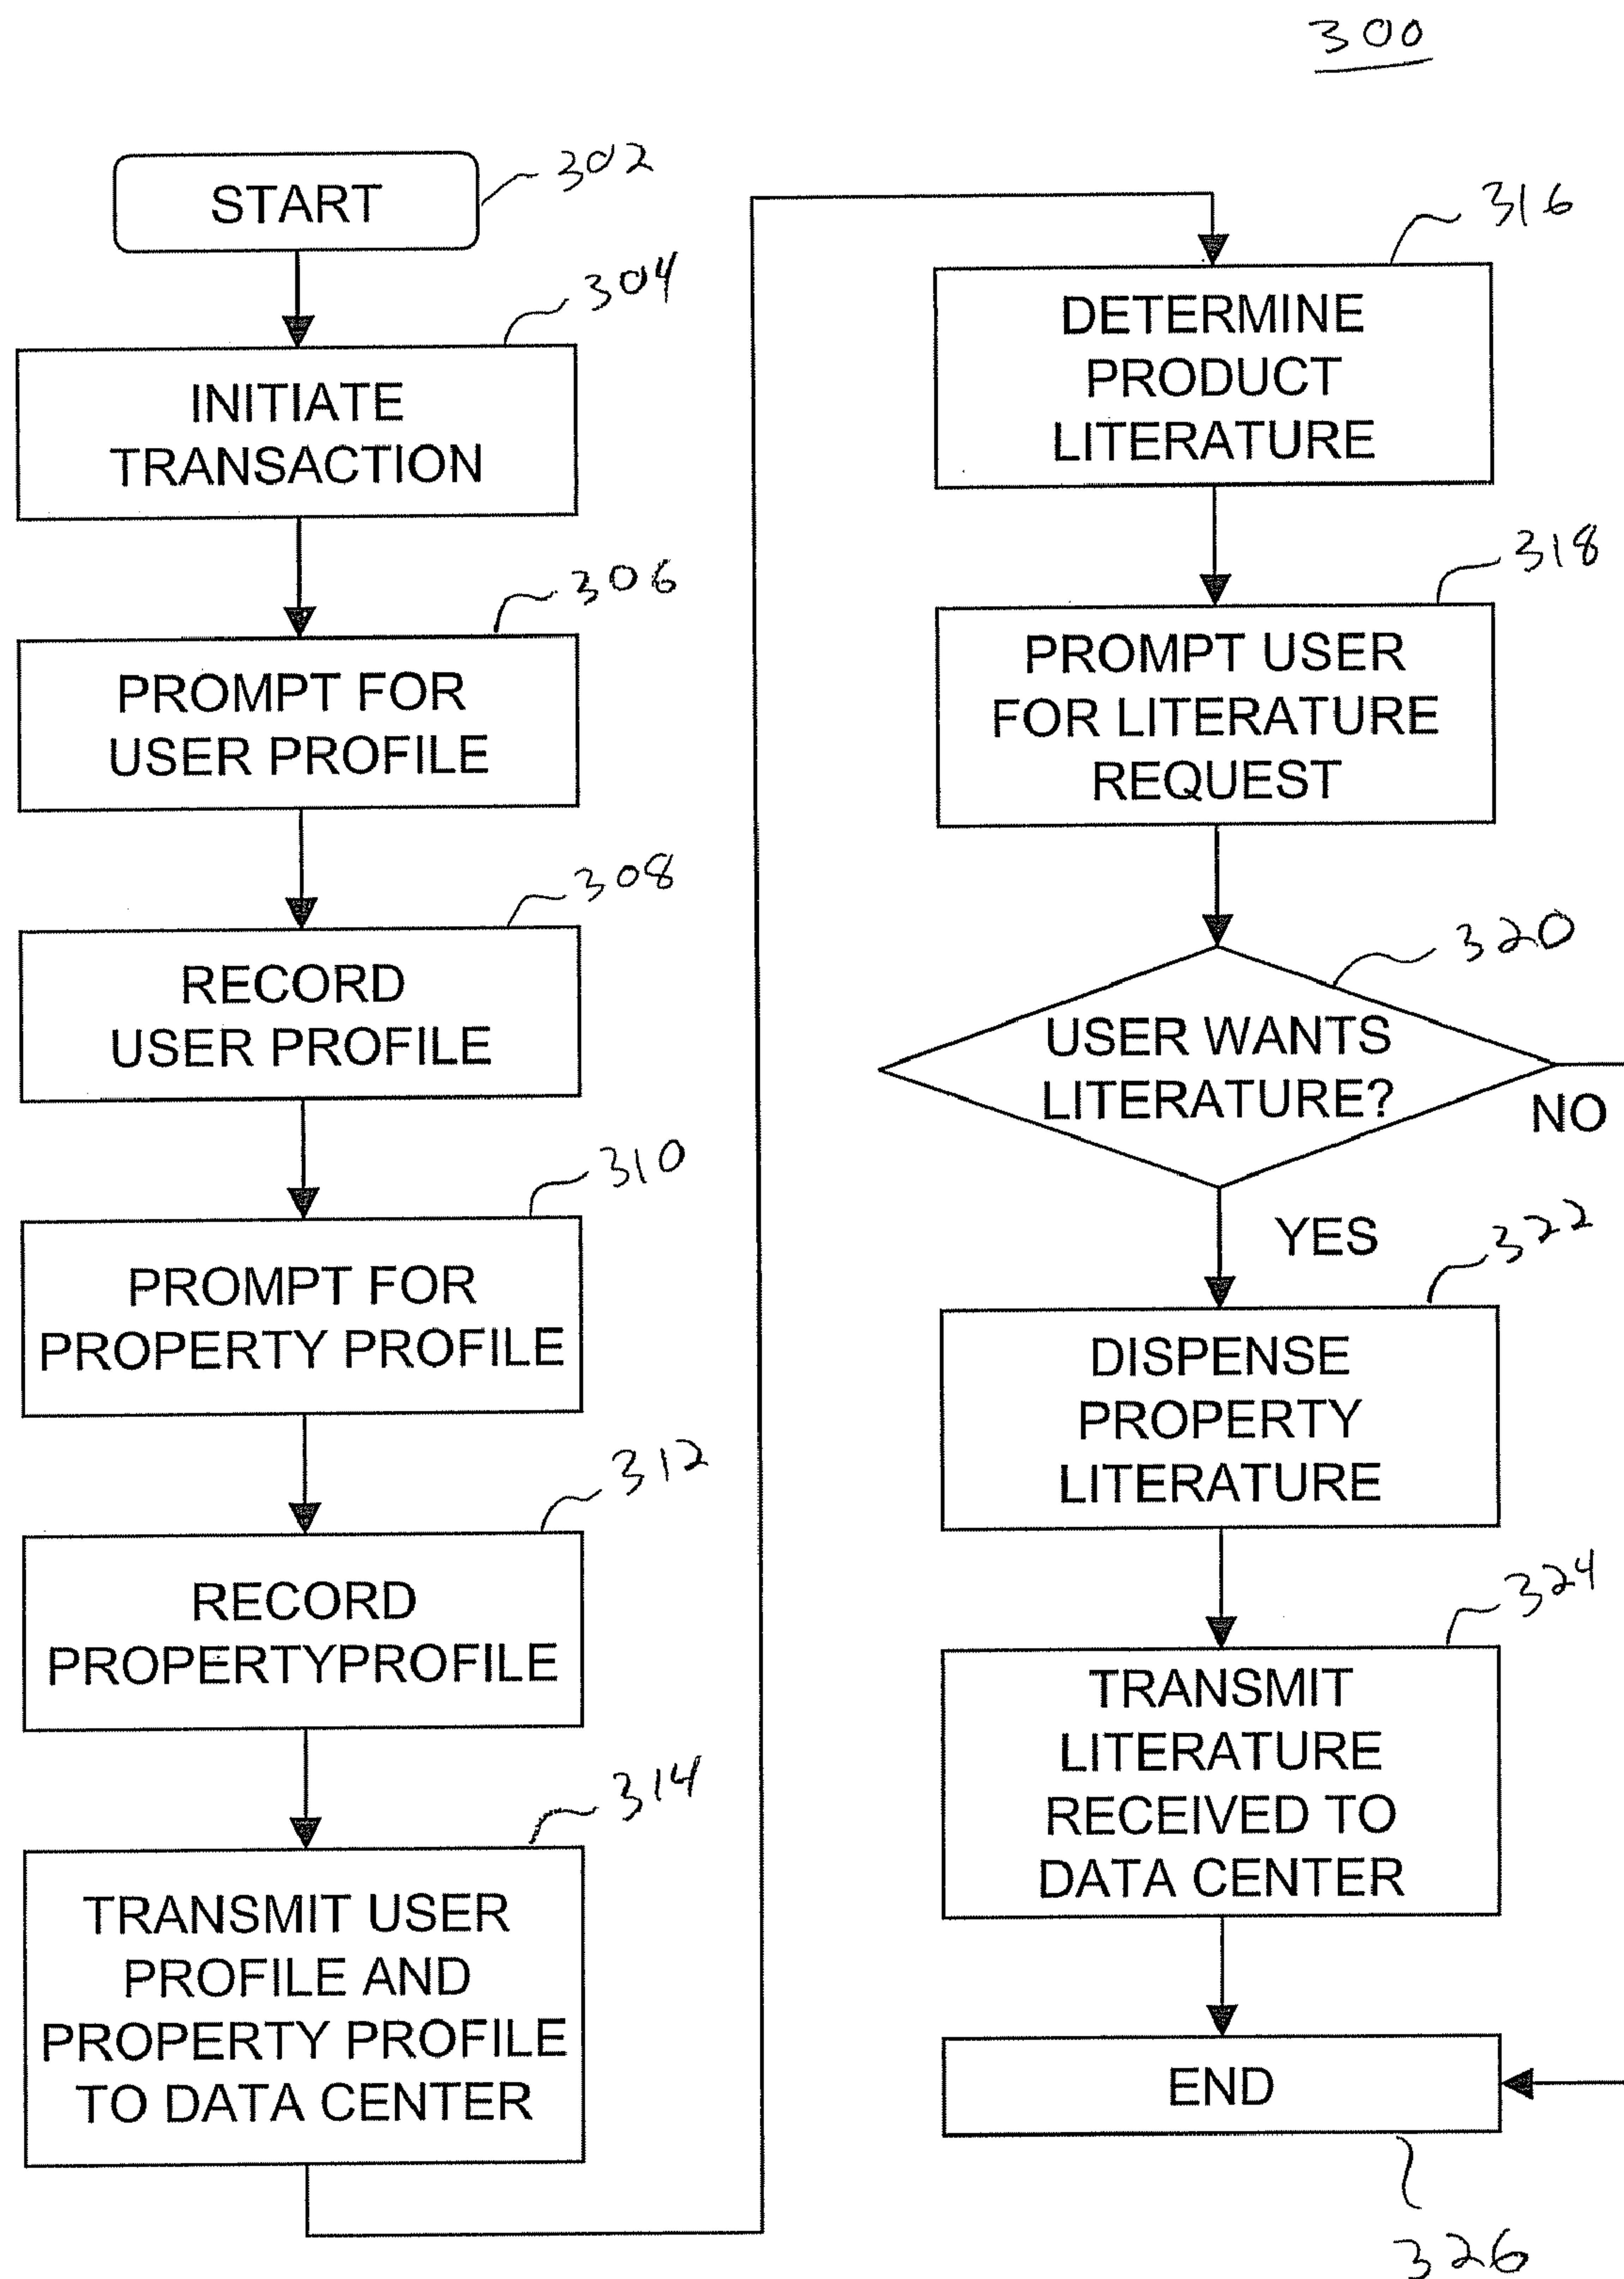 300
START
302
304
INITIATE
TRANSACTION
306
PROMPT FOR
USER PROFILE
308
RECORD
USER PROFILE
310
PROMPT FOR
PROPERTY PROFILE
312
RECORD
PROPERTYPROFILE
314
TRANSMIT USER
PROFILE AND
PROPERTY PROFILE
TO DATA CENTER
316
DETERMINE
PRODUCT
LITERATURE
318
PROMPT USER
FOR LITERATURE
REQUEST
320
USER WANTS
LITERATURE?
NO
YES
322
DISPENSE
PROPERTY
LITERATURE
324
TRANSMIT
LITERATURE
RECEIVED TO
DATA CENTER
END
326